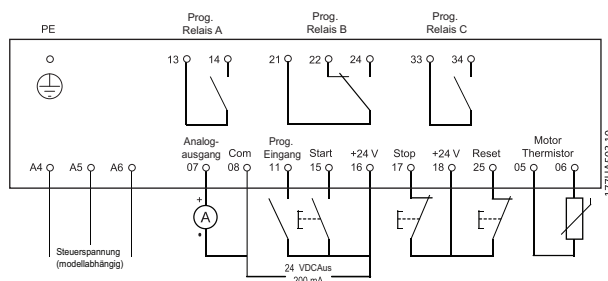 PE
Prog.
Relais A
Prog.
Relais B
Prog.
Relais C
13 14 21 22 24 33 34
Analog-
ausgang
Com
Prog.
Eingang
Start
+24 V
Stop
+24 V
Reset
Motor
Thermistor
A4 A5 A6 07 08 11 15 16 17 18 25 05 06
+
A
Steuerspannung
(modellabhängig)
24 VDCAus
200 mA